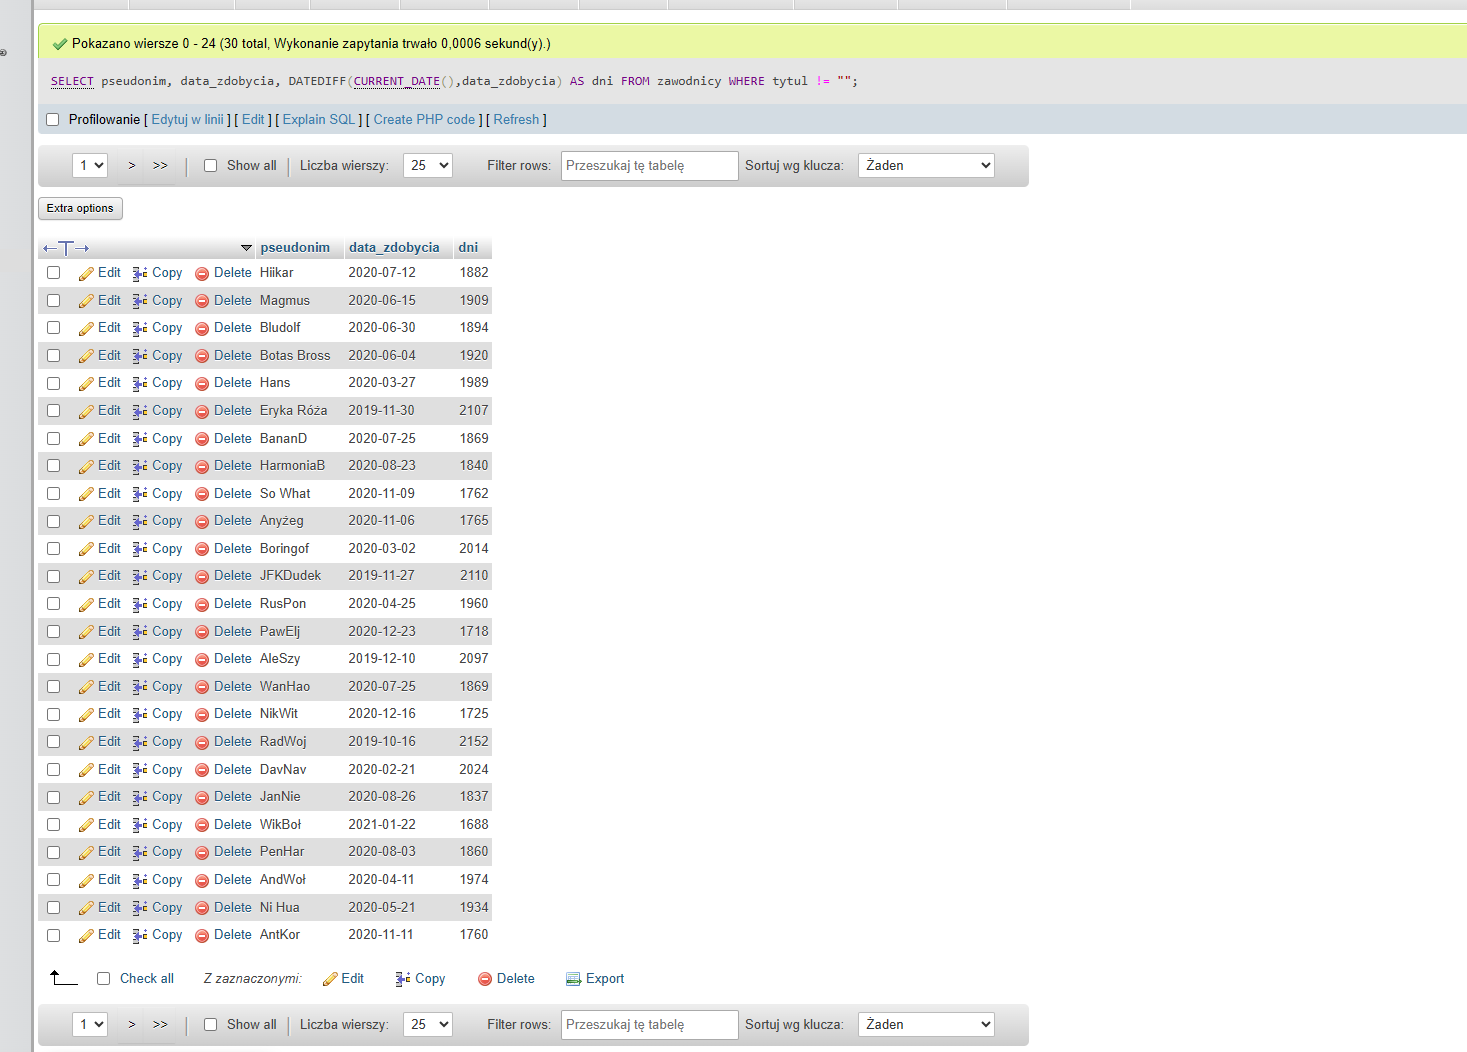 Pokazano wiersze 0 - 24 (30 total, Wykonanie zapytania trwało 0,0006 sekund(y).)
SELECT pseudonim, data_zdobycia, DATEDIFF(CURRENT_DATE(),data_zdobycia) AS dni FROM zawodnicy WHERE tytul != "";
Profilowanie [ Edytuj w linii ] [ Edit ] [ Explain SQL ] [ Create PHP code ] [ Refresh ]
1 > >> Show all Liczba wierszy: 25 Filter rows: Przeszukaj tę tabelę Sortuj wg klucza: Żaden
Extra options
←T→ pseudonim data_zdobycia dni
Edit Copy Delete Hiikar 2020-07-12 1882
Edit Copy Delete Magmus 2020-06-15 1909
Edit Copy Delete Bludolf 2020-06-30 1894
Edit Copy Delete Botas Bross 2020-06-04 1920
Edit Copy Delete Hans 2020-03-27 1989
Edit Copy Delete Eryka Róża 2019-11-30 2107
Edit Copy Delete BananD 2020-07-25 1869
Edit Copy Delete HarmoniaB 2020-08-23 1840
Edit Copy Delete So What 2020-11-09 1762
Edit Copy Delete Anyżeg 2020-11-06 1765
Edit Copy Delete Boringof 2020-03-02 2014
Edit Copy Delete JFKDudek 2019-11-27 2110
Edit Copy Delete RusPon 2020-04-25 1960
Edit Copy Delete PawElj 2020-12-23 1718
Edit Copy Delete AleSzy 2019-12-10 2097
Edit Copy Delete WanHao 2020-07-25 1869
Edit Copy Delete NikWit 2020-12-16 1725
Edit Copy Delete RadWoj 2019-10-16 2152
Edit Copy Delete DavNav 2020-02-21 2024
Edit Copy Delete JanNie 2020-08-26 1837
Edit Copy Delete WikBoł 2021-01-22 1688
Edit Copy Delete PenHar 2020-08-03 1860
Edit Copy Delete AndWoł 2020-04-11 1974
Edit Copy Delete Ni Hua 2020-05-21 1934
Edit Copy Delete AntKor 2020-11-11 1760
Check all Z zaznaczonymi: Edit Copy Delete Export
1 > >> Show all Liczba wierszy: 25 Filter rows: Przeszukaj tę tabelę Sortuj wg klucza: Żaden